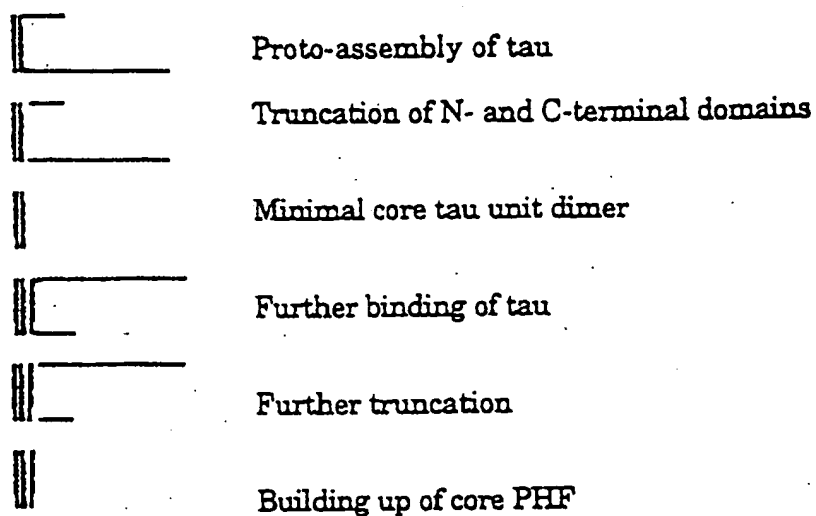 Proto-assembly of tau
Truncation of N- and C-terminal domains
Minimal core tau unit dimer
Further binding of tau
Further truncation
Building up of core PHF